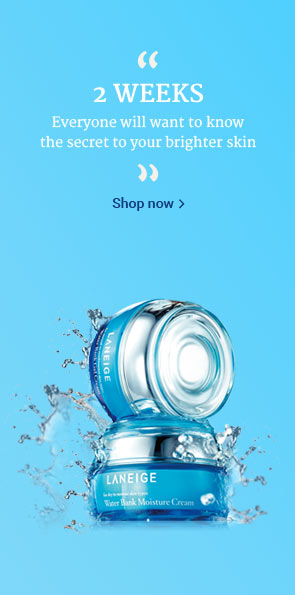 “
2 WEEKS
Everyone will want to know
the secret to your brighter skin
”
Shop now >
LANEIGE
LANEIGE
Water Bank Moisture Cream